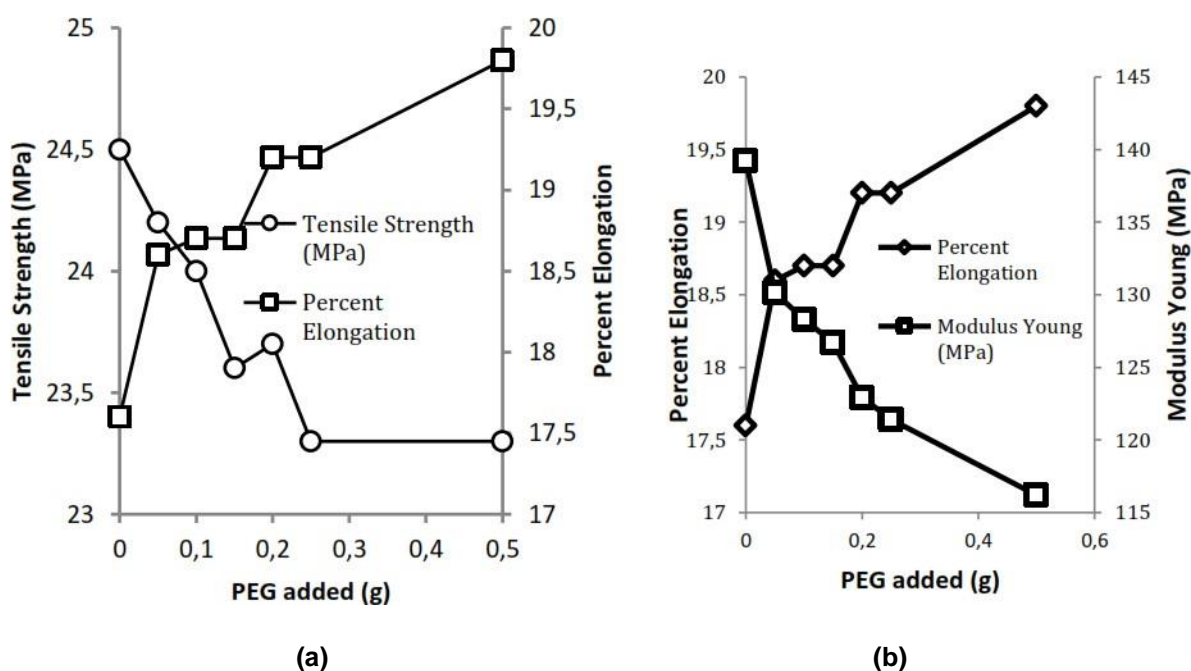 25
24,5
24
23,5
23
Tensile Strength (MPa)
20
19,5
19
18,5
18
17,5
17
Percent Elongation
Tensile Strength
(MPa)
Percent
Elongation
0
0,1
0,2
0,3
0,4
0,5
PEG added (g)
(a)
20
19,5
19
18,5
18
17,5
17
Percent Elongation
145
140
135
130
125
120
115
Modulus Young (MPa)
Percent
Elongation
Modulus Young
(MPa)
0
0,2
0,4
0,6
PEG added (g)
(b)